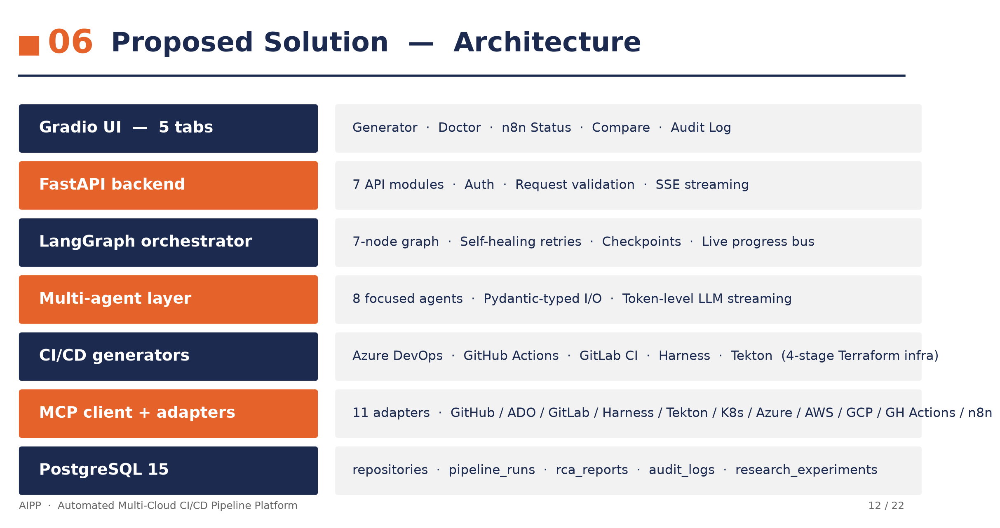 06 Proposed Solution — Architecture
Gradio UI — 5 tabs
Generator · Doctor · n8n Status · Compare · Audit Log
FastAPI backend
7 API modules · Auth · Request validation · SSE streaming
LangGraph orchestrator
7-node graph · Self-healing retries · Checkpoints · Live progress bus
Multi-agent layer
8 focused agents · Pydantic-typed I/O · Token-level LLM streaming
CI/CD generators
Azure DevOps · GitHub Actions · GitLab CI · Harness · Tekton (4-stage Terraform infra)
MCP client + adapters
11 adapters · GitHub / ADO / GitLab / Harness / Tekton / K8s / Azure / AWS / GCP / GH Actions / n8n
PostgreSQL 15
repositories · pipeline_runs · rca_reports · audit_logs · research_experiments
AIPP · Automated Multi-Cloud CI/CD Pipeline Platform
12 / 22